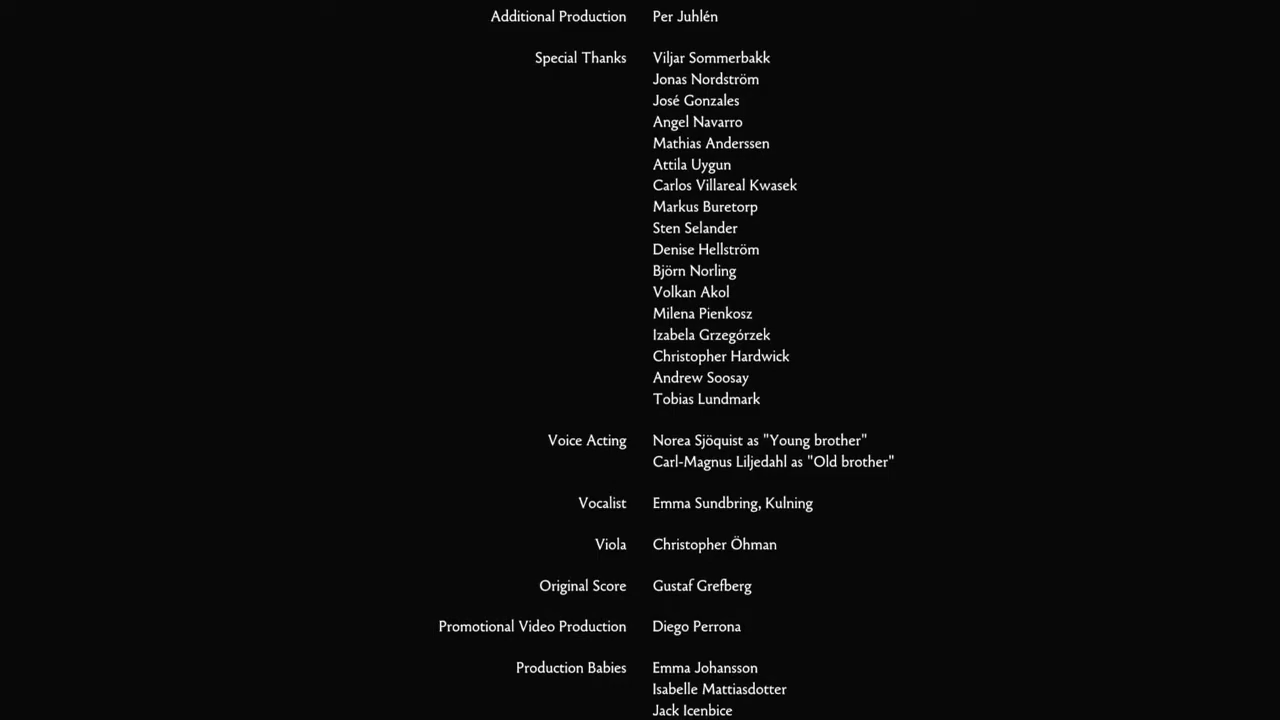 Additional Production Per Juhlén
Special Thanks Viljar Sommerbakk
Jonas Nordström
José Gonzales
Angel Navarro
Mathias Anderssen
Attila Uygun
Carlos Villareal Kwasek
Markus Buretorp
Sten Selander
Denise Hellström
Björn Norling
Volkan Akol
Milena Pienkosz
Izabela Grzegórzek
Christopher Hardwick
Andrew Soosay
Tobias Lundmark
Voice Acting Norea Sjöquist as "Young brother"
Carl-Magnus Liljedahl as "Old brother"
Vocalist Emma Sundbring, Kulning
Viola Christopher Öhman
Original Score Gustaf Grefberg
Promotional Video Production Diego Perrona
Production Babies Emma Johansson
Isabelle Mattiasdotter
Jack Icenbice